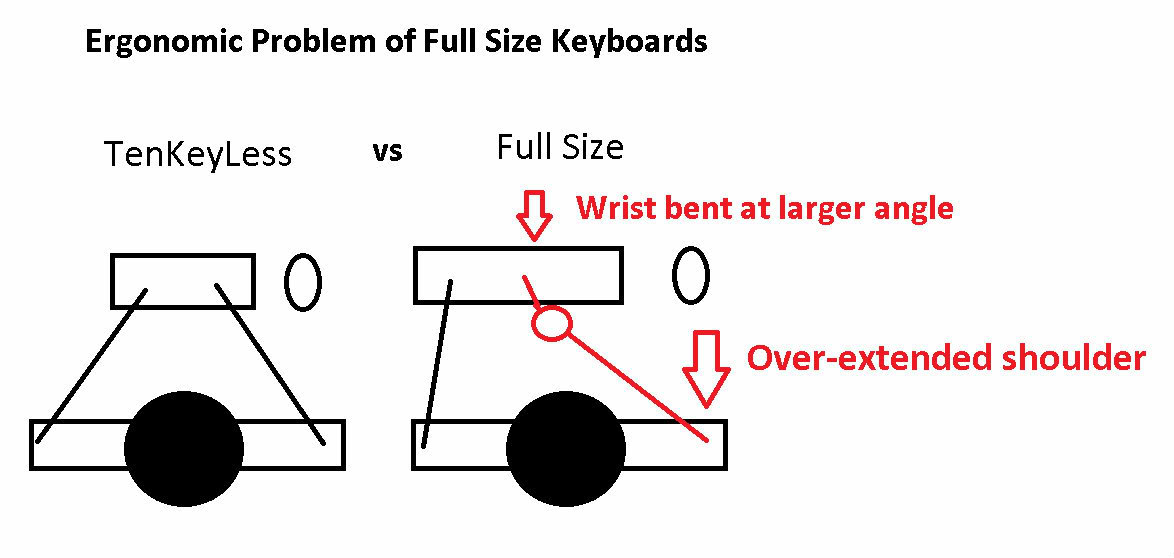 Ergonomic Problem of Full Size Keyboards
TenKeyLess vs Full Size
Wrist bent at larger angle
Over-extended shoulder